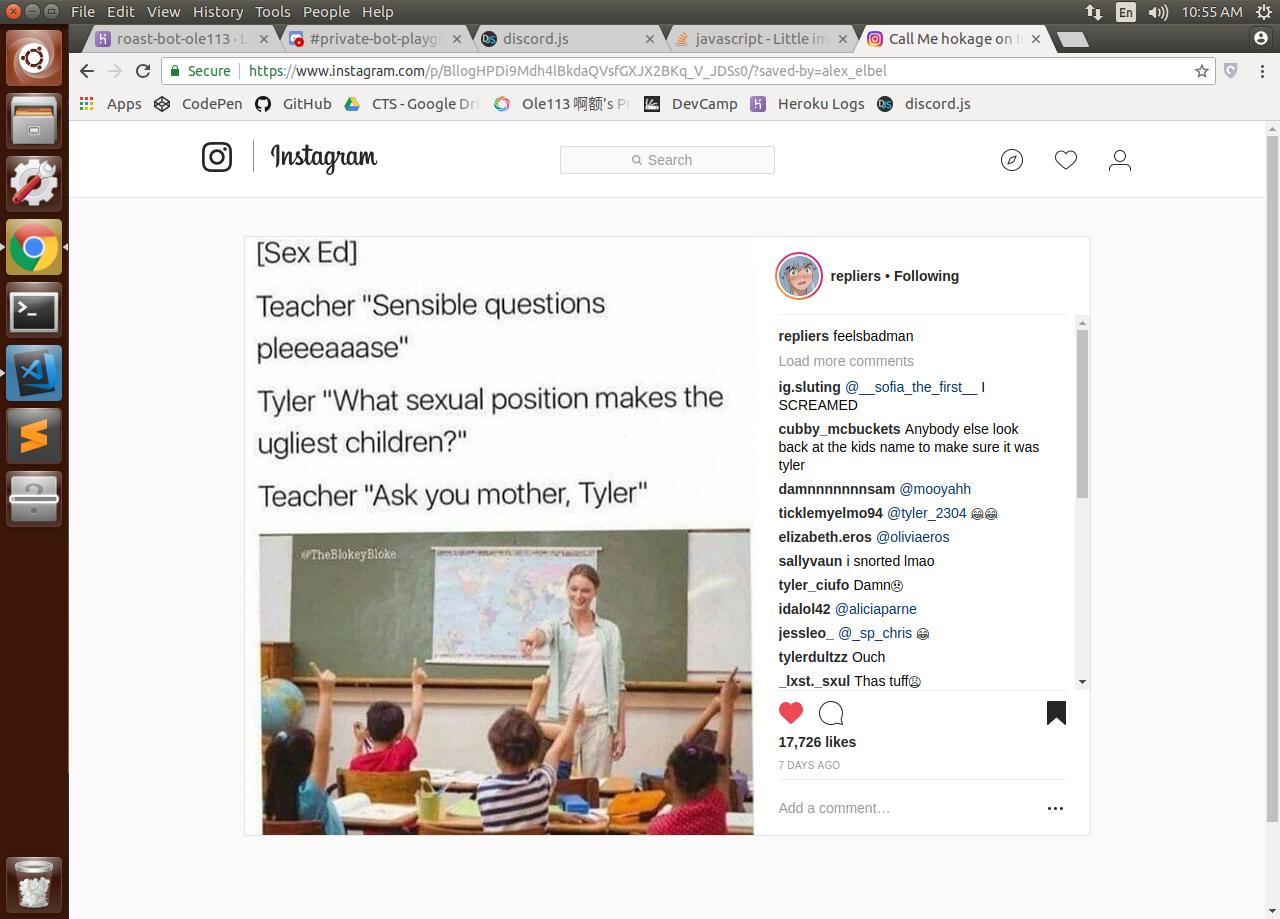 File Edit View History Tools People Help
En 10:55 AM
roast-bot-ole113 · L
#private-bot-playgr
discord.js
javascript - Little im
Call Me hokage on I
Secure https://www.instagram.com/p/BllogHPDi9Mdh4lBkdaQVsfGXJX2BKq_V_JDSs0/?saved-by=alex_elbel
Apps CodePen GitHub CTS - Google Dri Ole113 啊额's Pr DevCamp Heroku Logs discord.js
Instagram
Search
[Sex Ed]
Teacher "Sensible questions
pleeeaaase"
Tyler "What sexual position makes the
ugliest children?"
Teacher "Ask you mother, Tyler"
@TheBlokeyBloke
repliers • Following
repliers feelsbadman
Load more comments
ig.sluting @__sofia_the_first__ I
SCREAMED
cubby_mcbuckets Anybody else look
back at the kids name to make sure it was
tyler
damnnnnnnnsam @mooyahh
ticklemyelmo94 @tyler_2304 😂😂
elizabeth.eros @oliviaeros
sallyvaun i snorted lmao
tyler_ciufo Damn😢
idalol42 @aliciaparne
jessleo_ @_sp_chris 😂
tylerdultzz Ouch
_lxst._sxul Thas tuff😩
17,726 likes
7 DAYS AGO
Add a comment…